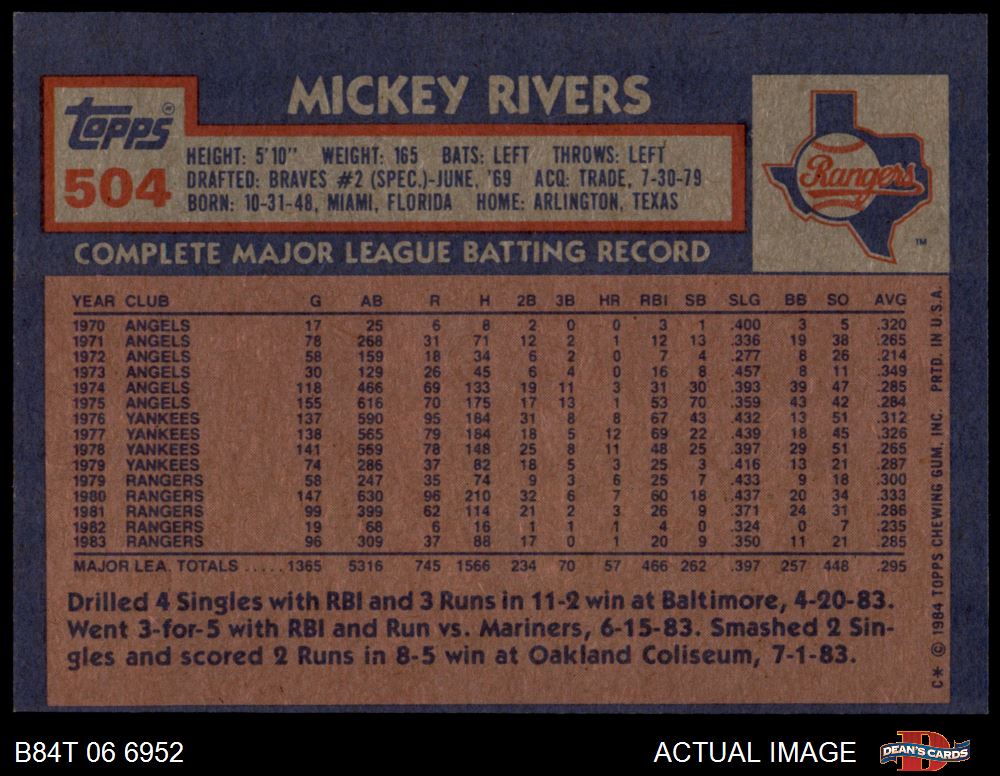 MICKEY RIVERS
Topps
504
HEIGHT: 5'10" WEIGHT: 165 BATS: LEFT THROWS: LEFT
DRAFTED: BRAVES #2 (SPEC.)-JUNE, '69 ACQ: TRADE, 7-30-79
BORN: 10-31-48, MIAMI, FLORIDA HOME: ARLINGTON, TEXAS
Rangers
TM
COMPLETE MAJOR LEAGUE BATTING RECORD
YEAR CLUB G AB R H 2B 3B HR RBI SB SLG BB SO AVG
1970 ANGELS 17 25 6 8 2 0 0 3 1 .400 3 5 .320
1971 ANGELS 78 268 31 71 12 2 1 12 13 .336 19 38 .265
1972 ANGELS 58 159 18 34 6 2 0 7 4 .277 8 26 .214
1973 ANGELS 30 129 26 45 6 4 0 16 8 .457 8 11 .349
1974 ANGELS 118 466 69 133 19 11 3 31 30 .393 39 47 .285
1975 ANGELS 155 616 70 175 17 13 1 53 70 .359 43 42 .284
1976 YANKEES 137 590 95 184 31 8 8 67 43 .432 13 51 .312
1977 YANKEES 138 565 79 184 18 5 12 69 22 .439 18 45 .326
1978 YANKEES 141 559 78 148 25 8 11 48 25 .397 29 51 .265
1979 YANKEES 74 286 37 82 18 5 3 25 3 .416 13 21 .287
1979 RANGERS 58 247 35 74 9 3 6 25 7 .433 9 18 .300
1980 RANGERS 147 630 96 210 32 6 7 60 18 .437 20 34 .333
1981 RANGERS 99 399 62 114 21 2 3 26 9 .371 24 31 .286
1982 RANGERS 19 68 6 16 1 1 1 4 0 .324 0 7 .235
1983 RANGERS 96 309 37 88 17 0 1 20 9 .350 11 21 .285
MAJOR LEA. TOTALS ..... 1365 5316 745 1566 234 70 57 466 262 .397 257 448 .295
Drilled 4 Singles with RBI and 3 Runs in 11-2 win at Baltimore, 4-20-83.
Went 3-for-5 with RBI and Run vs. Mariners, 6-15-83. Smashed 2 Sin-
gles and scored 2 Runs in 8-5 win at Oakland Coliseum, 7-1-83.
C* © 1984 TOPPS CHEWING GUM, INC. PRTD. IN U.S.A.
B84T 06 6952
ACTUAL IMAGE
DEAN'S CARDS